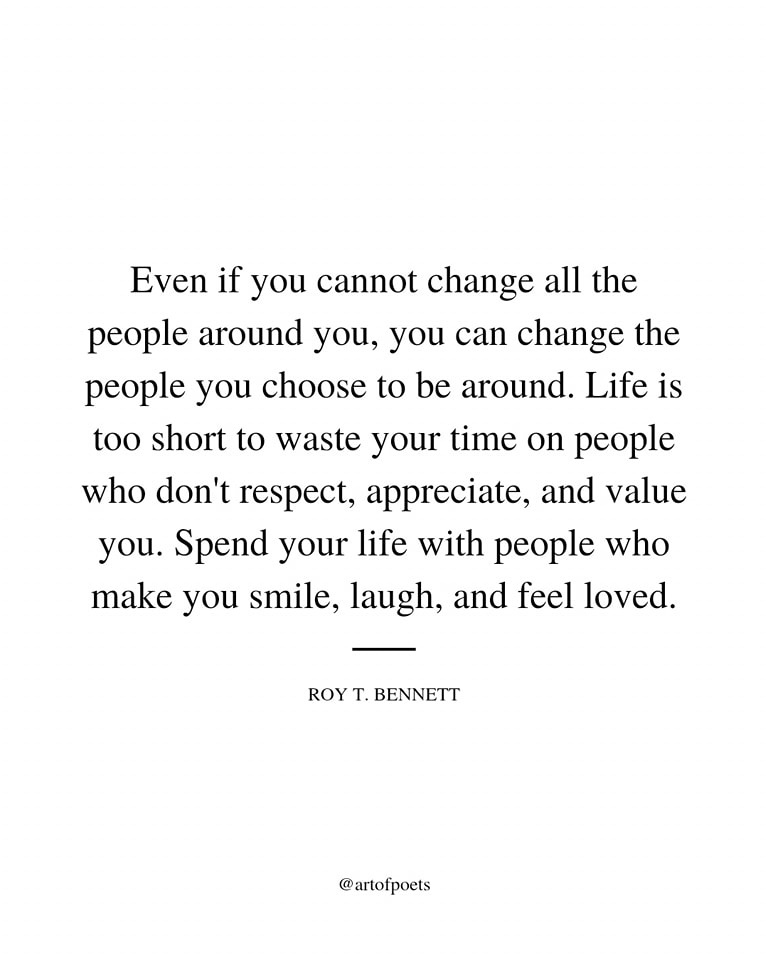 Even if you cannot change all the
people around you, you can change the
people you choose to be around. Life is
too short to waste your time on people
who don't respect, appreciate, and value
you. Spend your life with people who
make you smile, laugh, and feel loved.
ROY T. BENNETT
@artofpoets